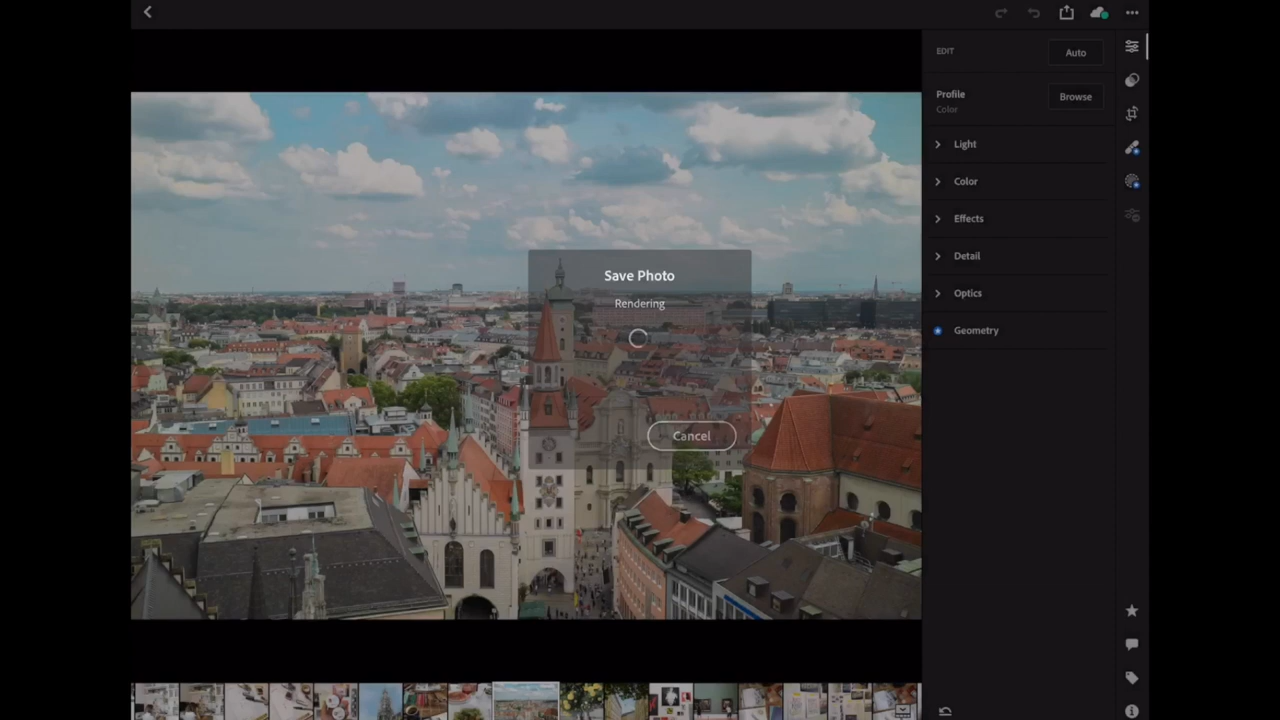 EDIT
Auto
Profile
Color
Browse
Light
Color
Effects
Detail
Optics
Geometry
Save Photo
Rendering
Cancel